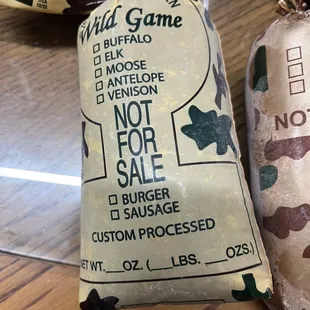 Wild Game
□ BUFFALO
□ ELK
□ MOOSE
□ ANTELOPE
□ VENISON
NOT
FOR
SALE
□ BURGER
□ SAUSAGE
CUSTOM PROCESSED
NET WT.___OZ. (___LBS. ___OZS.)
NOT